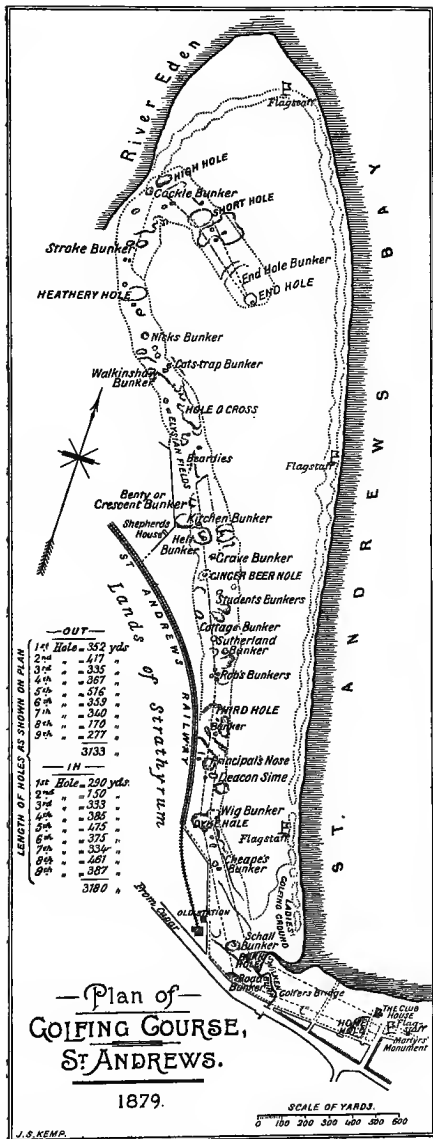 River Eden
Flagstaff
HIGH HOLE
Cockle Bunker
SHORT HOLE
Stroke Bunker
End Hole Bunker
END HOLE
HEATHERY HOLE
Nicks Bunker
Cats-trap Bunker
Walkinshaw
Bunker
HOLE O CROSS
ELYSIAN FIELDS
Beardies
Flagstaff
Benty or
Crescent Bunker
Kitchen Bunker
Shepherds
House
Hell
Bunker
Grave Bunker
GINGER BEER HOLE
Students Bunkers
Cottage Bunker
Sutherland
Bunker
Rob's Bunkers
THIRD HOLE
Bunker
Principal's Nose
Deacon Sime
Wig Bunker
HOLE
Flagstaff
Cheape's
Bunker
LADIES'
GOLFING GROUND
ST. ANDREWS BAY
ST. ANDREWS RAILWAY
Lands of Strathyrum
LENGTH OF HOLES AS SHOWN ON PLAN
OUT
1st Hole = 352 yds
2nd " = 417 "
3rd " = 335 "
4th " = 367 "
5th " = 516 "
6th " = 359 "
7th " = 340 "
8th " = 170 "
9th " = 277 "
3133 "
IN
1st Hole = 290 yds.
2nd " = 150 "
3rd " = 333 "
4th " = 385 "
5th " = 475 "
6th " = 375 "
7th " = 334 "
8th " = 461 "
9th " = 387 "
3180 "
From Cupar
OLD STATION
Scholl
Bunker
HOLE
Road
Bunker
Golfers Bridge
THE CLUB
HOUSE
HOME
HOLE
Flag-
staff
Martyrs'
Monument
Plan of
GOLFING COURSE,
ST ANDREWS.
1879.
SCALE OF YARDS.
0 100 200 300 400 500 600
J.S. KEMP.